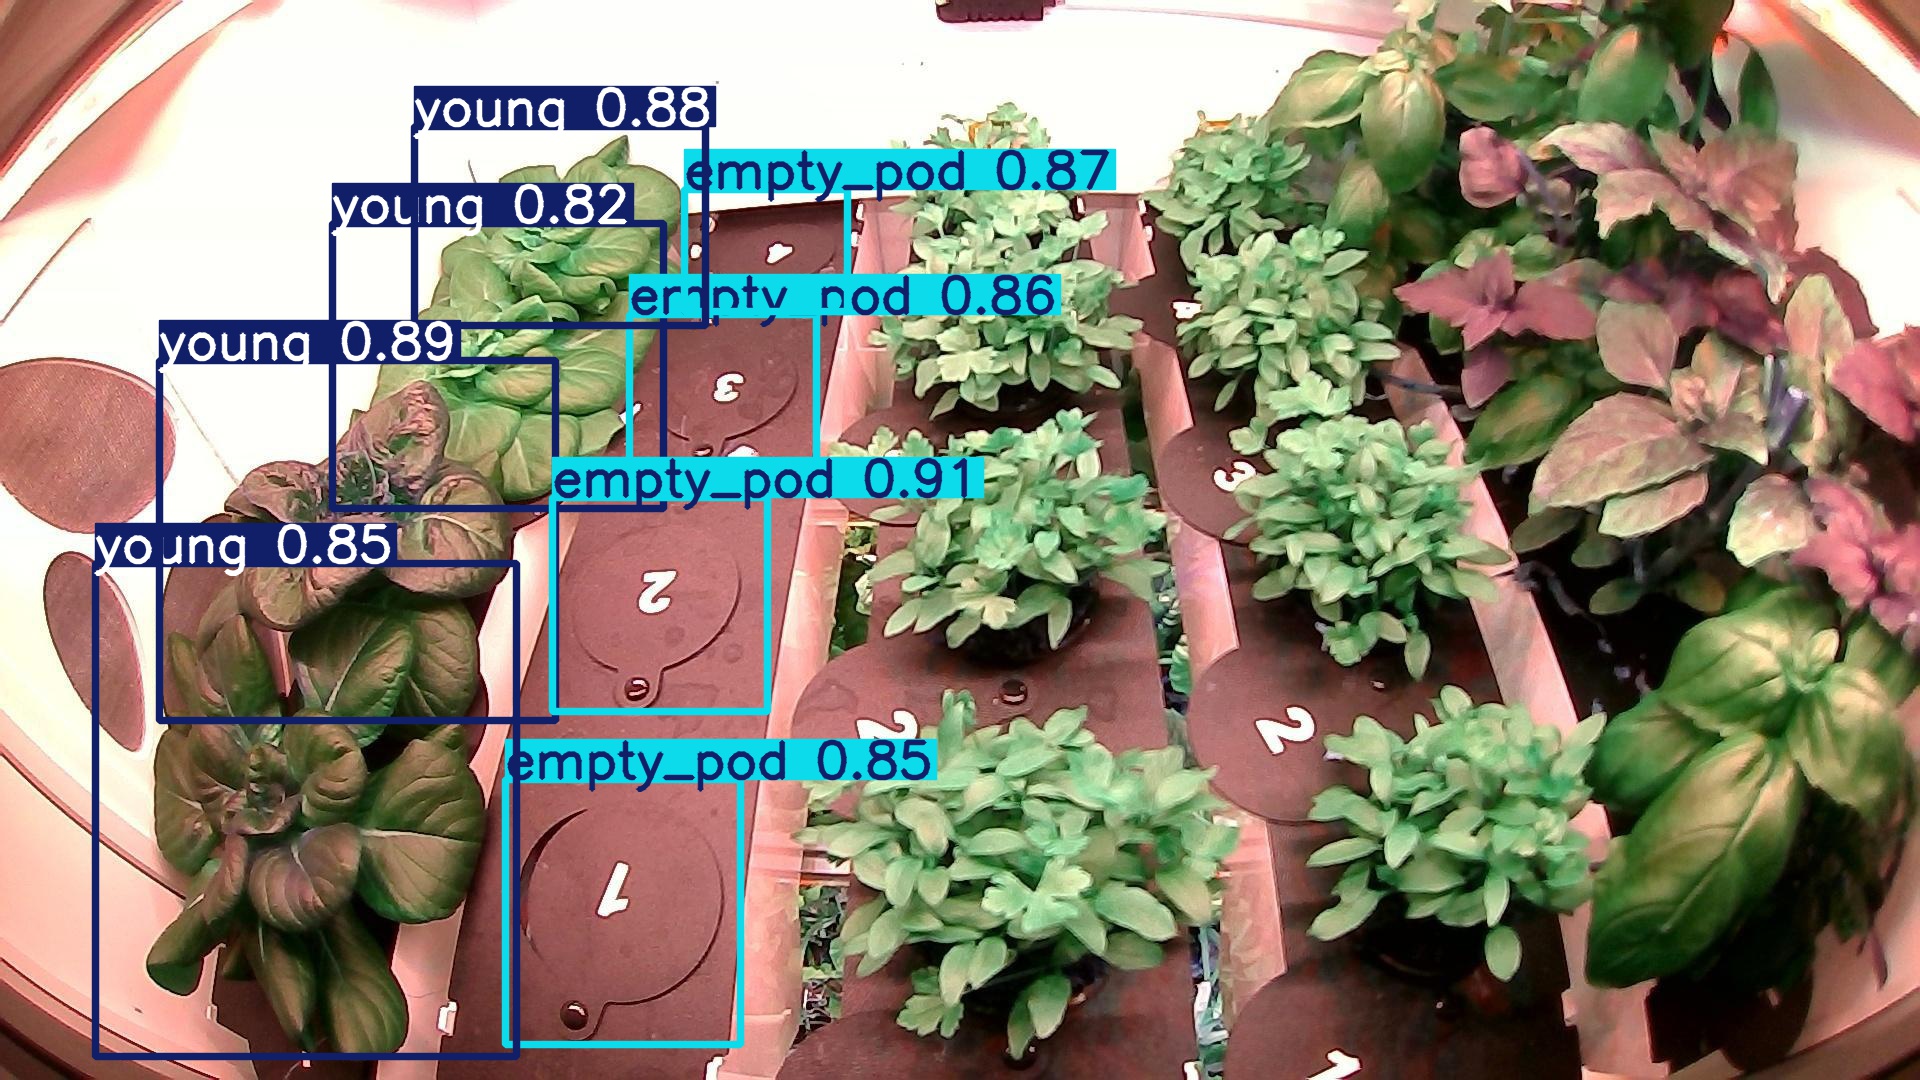 young 0.88
empty_pod 0.87
young 0.82
empty_pod 0.86
young 0.89
empty_pod 0.91
young 0.85
empty_pod 0.85
4
3
3
2
2
2
1
1